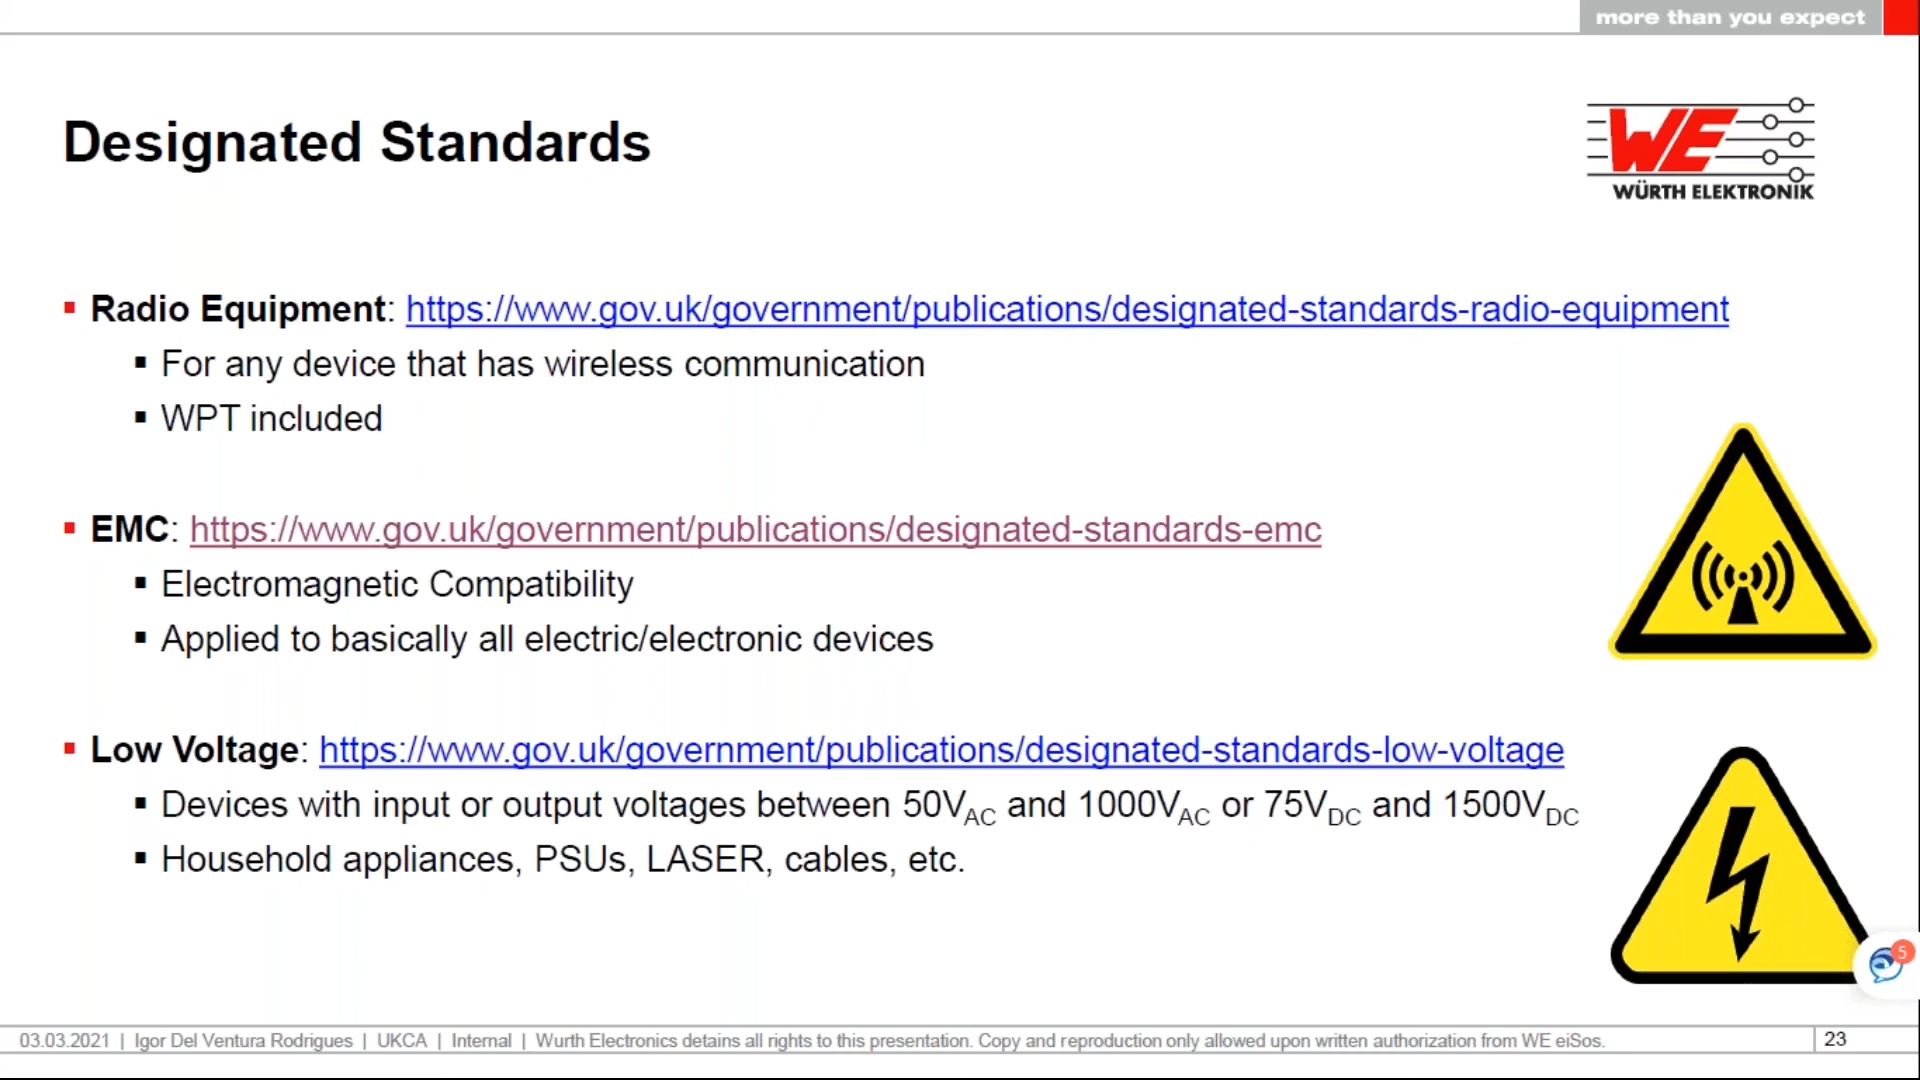 more than you expect
Designated Standards
WE
WÜRTH ELEKTRONIK
▪ Radio Equipment: https://www.gov.uk/government/publications/designated-standards-radio-equipment
▪ For any device that has wireless communication
▪ WPT included
▪ EMC: https://www.gov.uk/government/publications/designated-standards-emc
▪ Electromagnetic Compatibility
▪ Applied to basically all electric/electronic devices
▪ Low Voltage: https://www.gov.uk/government/publications/designated-standards-low-voltage
▪ Devices with input or output voltages between 50VAC and 1000VAC or 75VDC and 1500VDC
▪ Household appliances, PSUs, LASER, cables, etc.
5
03.03.2021 | Igor Del Ventura Rodrigues | UKCA | Internal | Wurth Electronics detains all rights to this presentation. Copy and reproduction only allowed upon written authorization from WE eiSos. 23